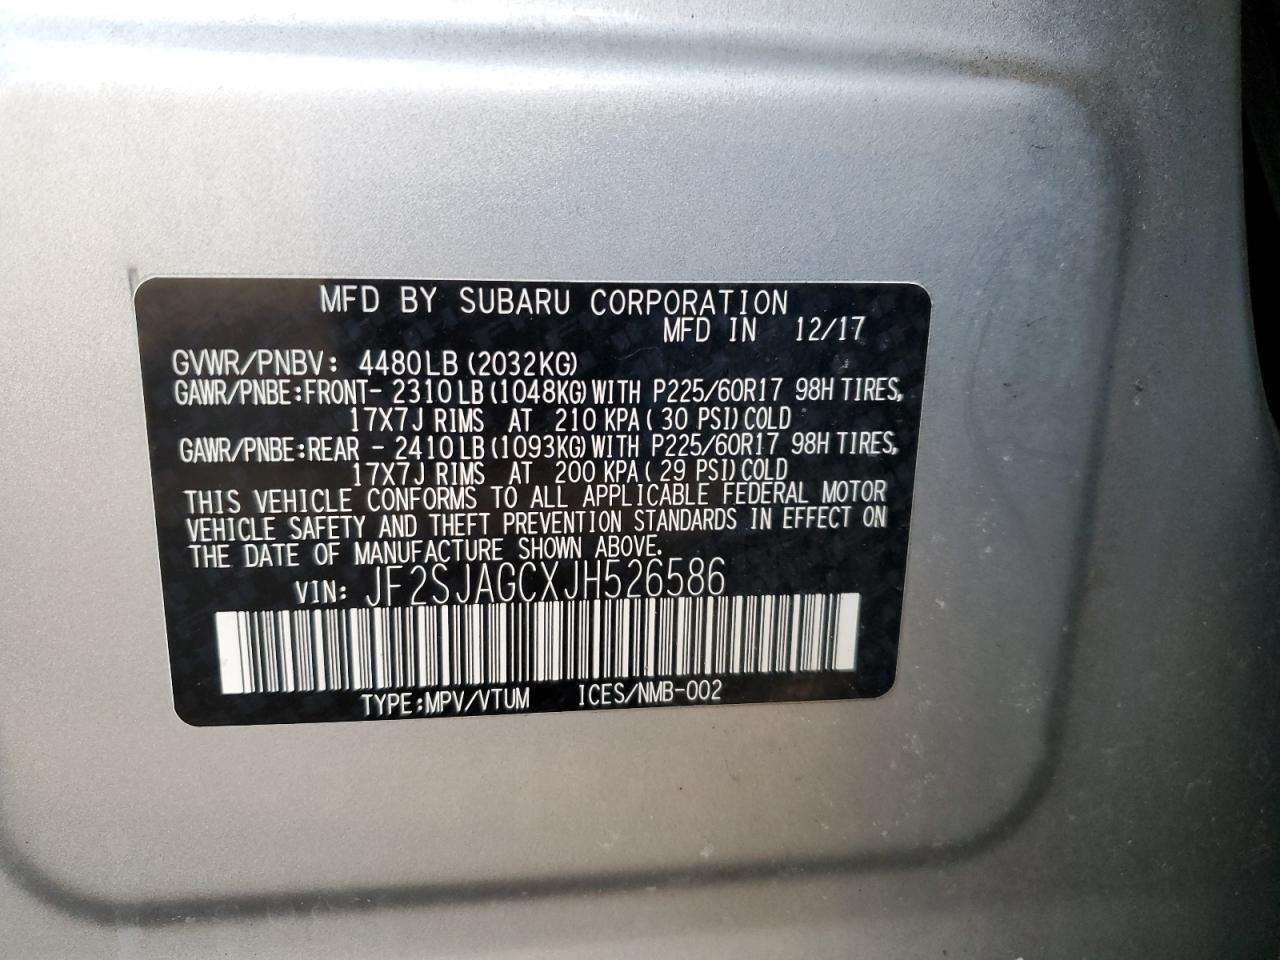 MFD BY SUBARU CORPORATION
MFD IN 12/17
GVWR/PNBV: 4480LB (2032KG)
GAWR/PNBE:FRONT- 2310LB (1048KG) WITH P225/60R17 98H TIRES,
17X7J RIMS AT 210 KPA( 30 PSI) COLD
GAWR/PNBE:REAR - 2410LB (1093KG) WITH P225/60R17 98H TIRES,
17X7J RIMS AT 200 KPA( 29 PSI) COLD
THIS VEHICLE CONFORMS TO ALL APPLICABLE FEDERAL MOTOR
VEHICLE SAFETY AND THEFT PREVENTION STANDARDS IN EFFECT ON
THE DATE OF MANUFACTURE SHOWN ABOVE.
VIN: JF2SJAGCXJH526586
TYPE:MPV/VTUM ICES/NMB-002